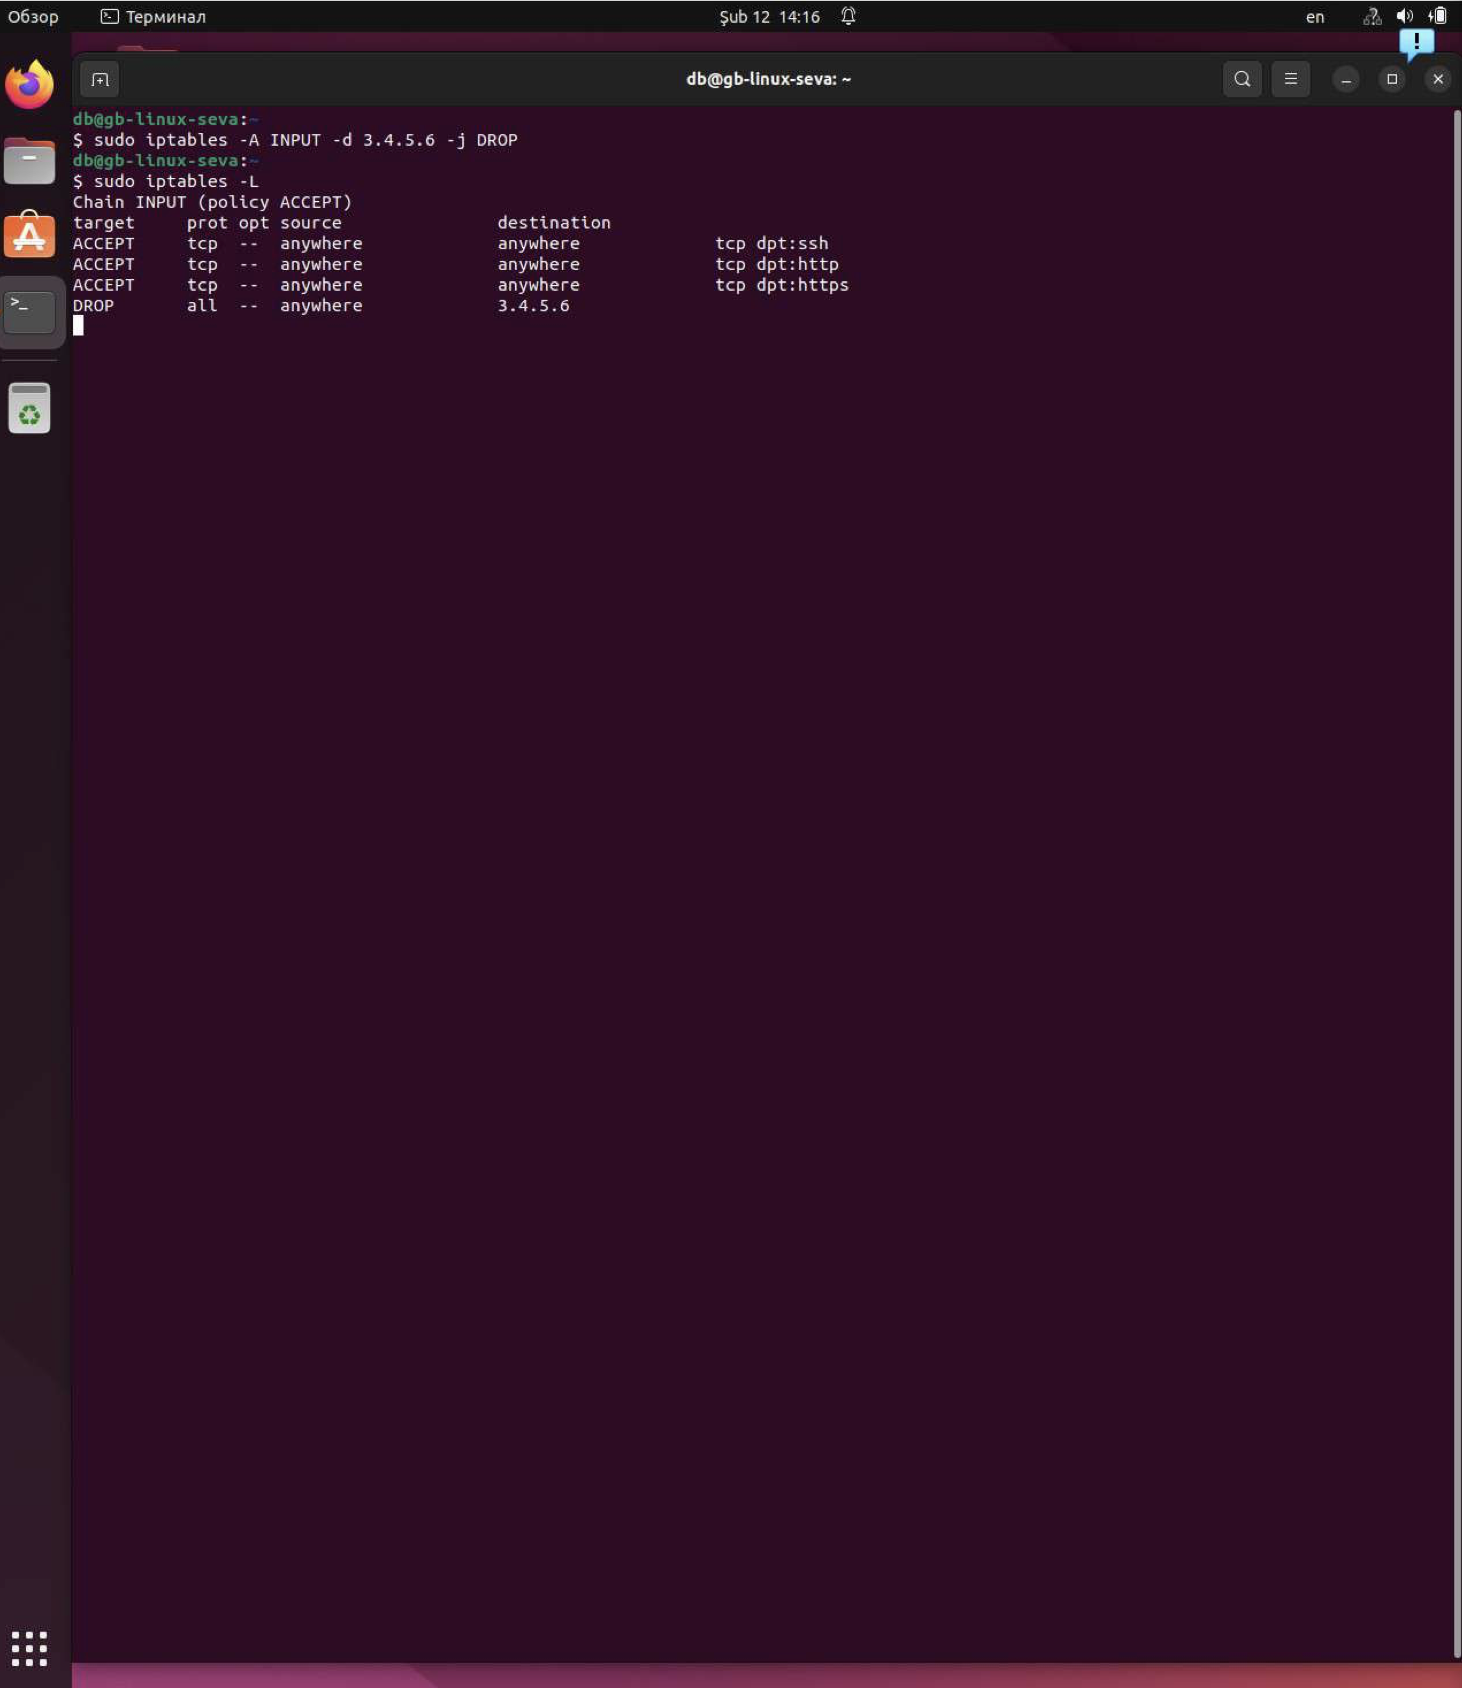 Обзор Терминал Şub 12 14:16 en
db@gb-linux-seva: ~
db@gb-linux-seva:~
$ sudo iptables -A INPUT -d 3.4.5.6 -j DROP
db@gb-linux-seva:~
$ sudo iptables -L
Chain INPUT (policy ACCEPT)
target     prot opt source               destination
ACCEPT     tcp  --  anywhere             anywhere             tcp dpt:ssh
ACCEPT     tcp  --  anywhere             anywhere             tcp dpt:http
ACCEPT     tcp  --  anywhere             anywhere             tcp dpt:https
DROP       all  --  anywhere             3.4.5.6